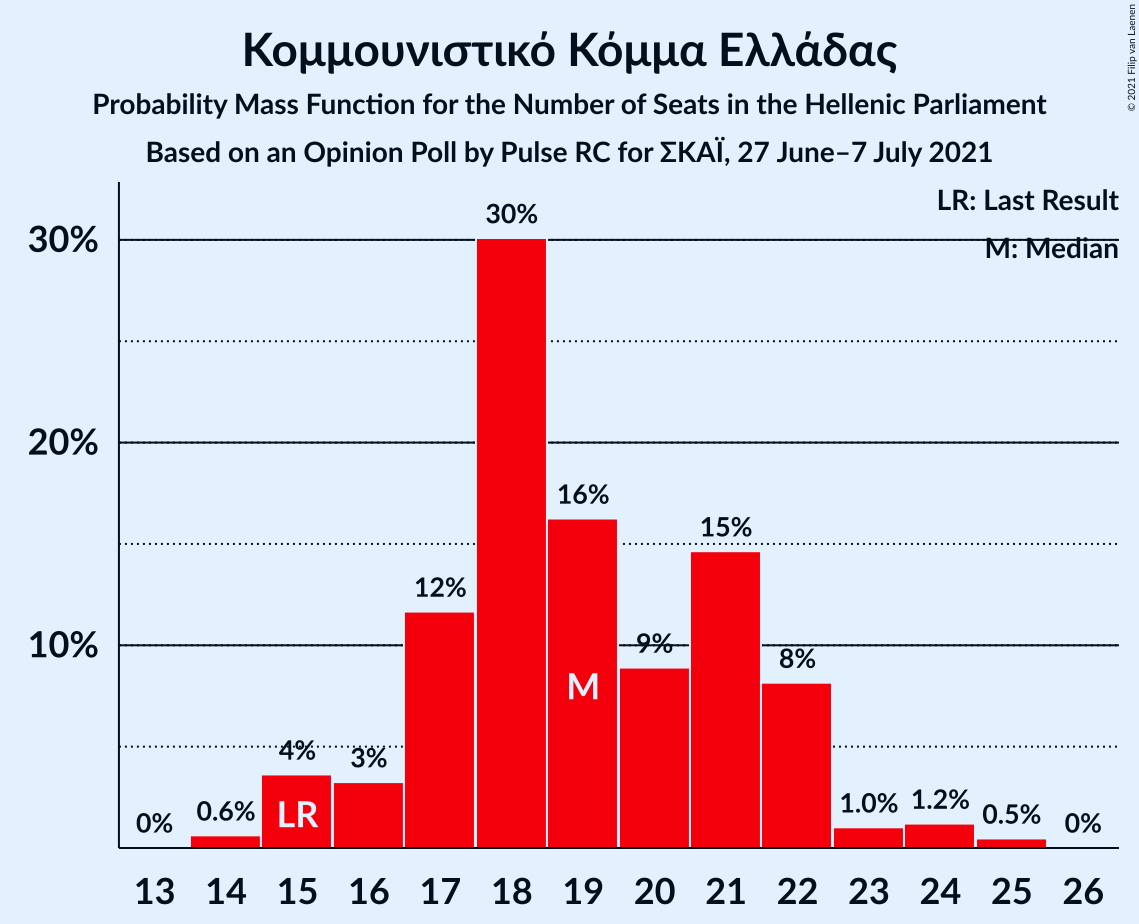 Κομμουνιστικό Κόμμα Ελλάδας
Probability Mass Function for the Number of Seats in the Hellenic Parliament
Based on an Opinion Poll by Pulse RC for ΣΚΑΪ, 27 June–7 July 2021
© 2021 Filip van Laenen
LR: Last Result
M: Median
30%
20%
10%
0%
0.6%
4%
3%
12%
30%
16%
9%
15%
8%
1.0%
1.2%
0.5%
0%
LR
M
13 14 15 16 17 18 19 20 21 22 23 24 25 26